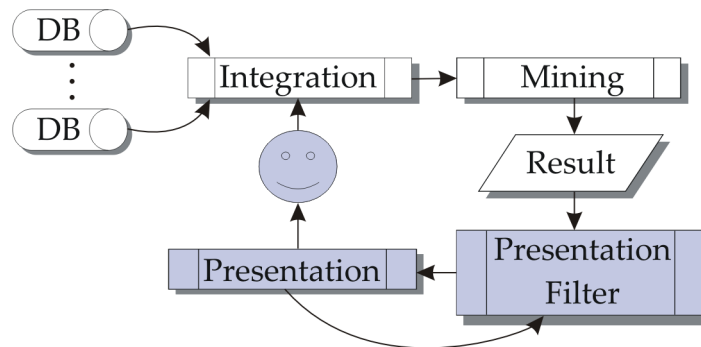 DB
DB
Integration
Mining
Result
Presentation
Presentation
Filter